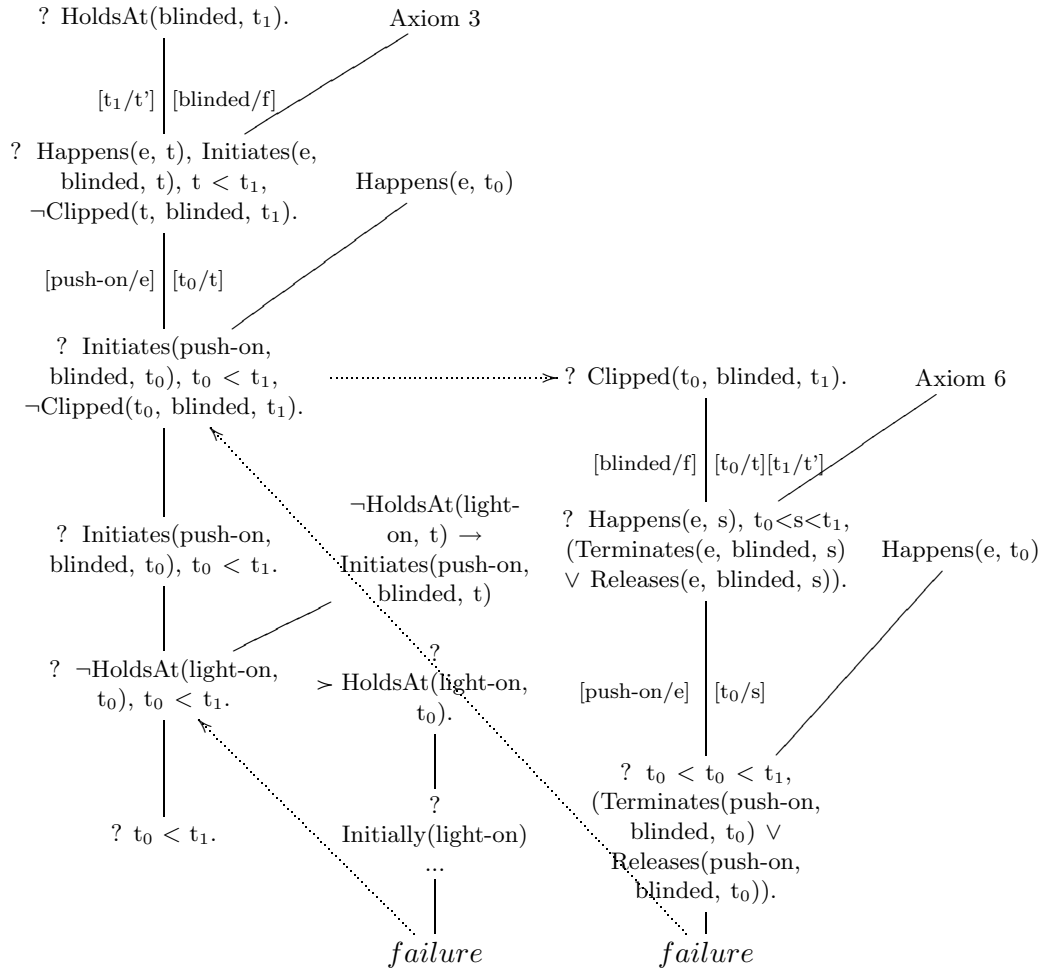 ? HoldsAt(blinded, t₁).
Axiom 3
[t₁/t'] [blinded/f]
? Happens(e, t), Initiates(e,
blinded, t), t < t₁,
¬Clipped(t, blinded, t₁).
Happens(e, t₀)
[push-on/e] [t₀/t]
? Initiates(push-on,
blinded, t₀), t₀ < t₁,
¬Clipped(t₀, blinded, t₁).
? Clipped(t₀, blinded, t₁).
Axiom 6
[blinded/f] [t₀/t][t₁/t']
? Initiates(push-on,
blinded, t₀), t₀ < t₁.
¬HoldsAt(light-
on, t) →
Initiates(push-on,
blinded, t)
? Happens(e, s), t₀<s<t₁,
(Terminates(e, blinded, s)
∨ Releases(e, blinded, s)).
Happens(e, t₀)
? ¬HoldsAt(light-on,
t₀), t₀ < t₁.
?
HoldsAt(light-on,
t₀).
[push-on/e] [t₀/s]
? t₀ < t₁.
?
Initially(light-on)
...
? t₀ < t₀ < t₁,
(Terminates(push-on,
blinded, t₀) ∨
Releases(push-on,
blinded, t₀)).
failure
failure